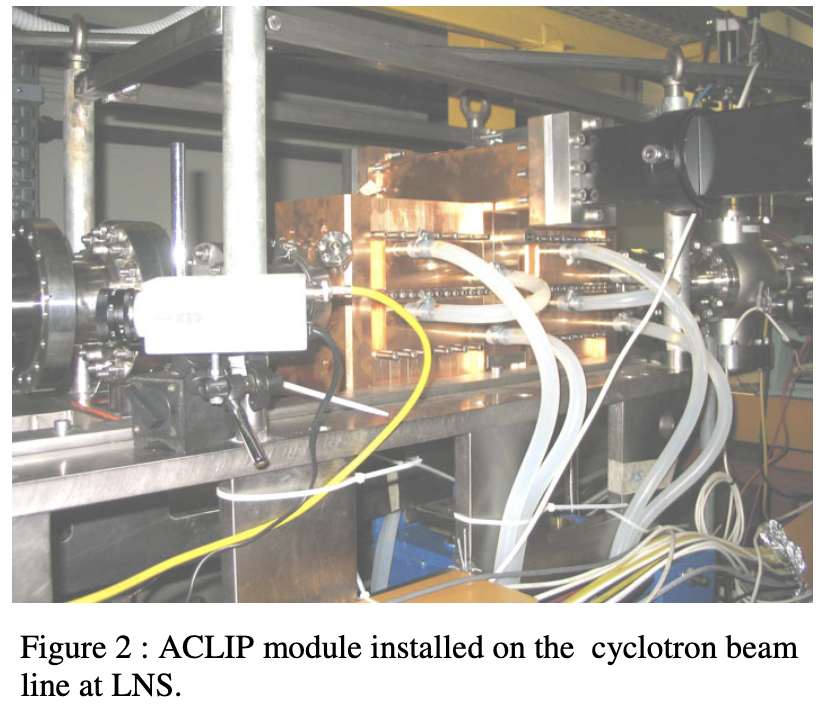 Figure 2 : ACLIP module installed on the cyclotron beam
line at LNS.